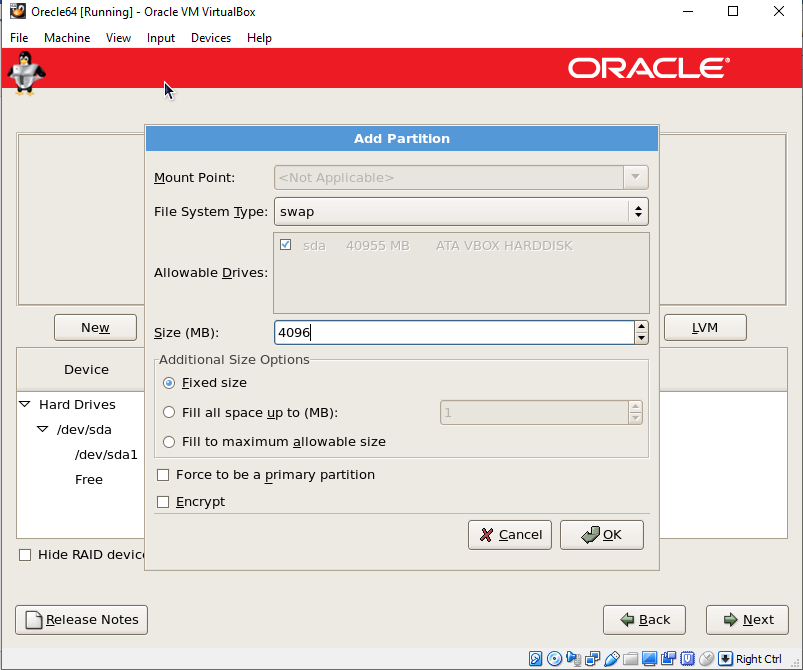 Orecle64 [Running] - Oracle VM VirtualBox
File Machine View Input Devices Help
ORACLE®
Add Partition
Mount Point: <Not Applicable>
File System Type: swap
Allowable Drives: sda 40955 MB ATA VBOX HARDDISK
New
Size (MB): 4096
LVM
Additional Size Options
Device
Fixed size
Hard Drives
Fill all space up to (MB): 1
/dev/sda
Fill to maximum allowable size
/dev/sda1
Force to be a primary partition
Free
Encrypt
Cancel OK
Hide RAID device
Release Notes Back Next
Right Ctrl